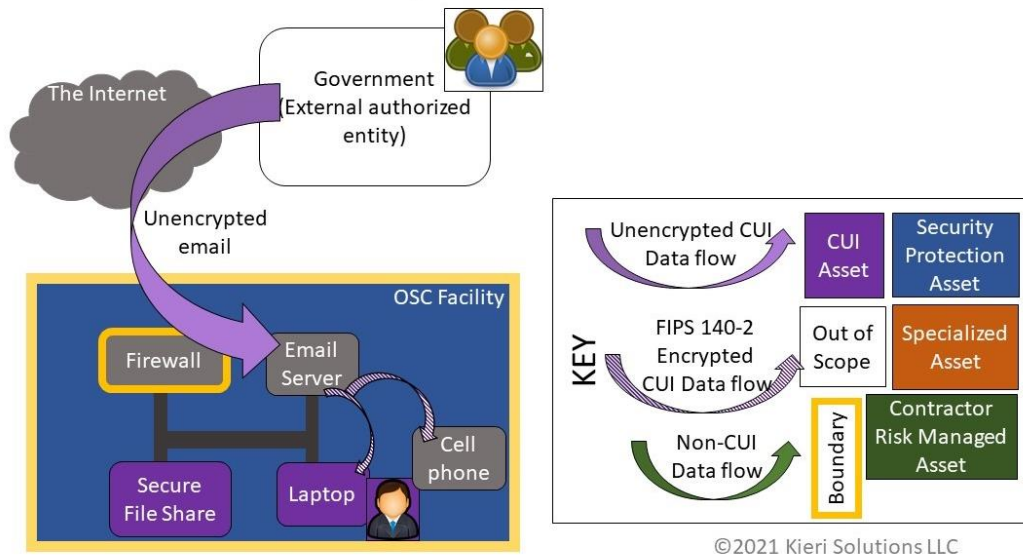 The Internet
Government
(External authorized
entity)
Unencrypted
email
OSC Facility
Firewall
Email
Server
Cell
phone
Secure
File Share
Laptop
KEY
Unencrypted CUI
Data flow
CUI
Asset
Security
Protection
Asset
FIPS 140-2
Encrypted
CUI Data flow
Out of
Scope
Specialized
Asset
Non-CUI
Data flow
Boundary
Contractor
Risk Managed
Asset
©2021 Kieri Solutions LLC